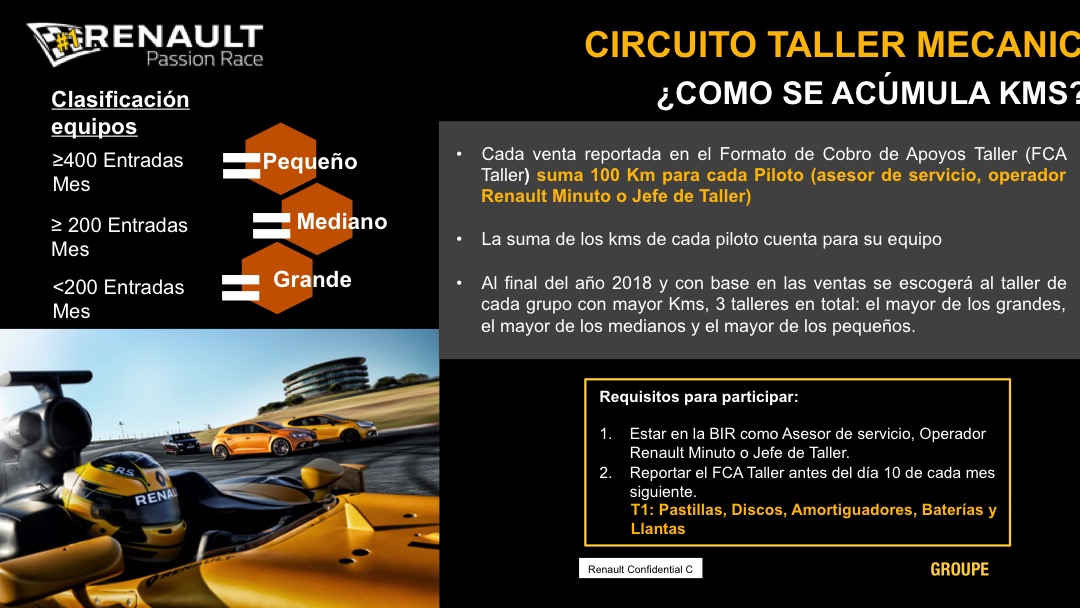 #1 RENAULT
Passion Race
CIRCUITO TALLER MECANIC
¿COMO SE ACÚMULA KMS?
Clasificación
equipos
≥400 Entradas
Mes
= Pequeño
≥ 200 Entradas
Mes
= Mediano
<200 Entradas
Mes
= Grande
• Cada venta reportada en el Formato de Cobro de Apoyos Taller (FCA
Taller) suma 100 Km para cada Piloto (asesor de servicio, operador
Renault Minuto o Jefe de Taller)
• La suma de los kms de cada piloto cuenta para su equipo
• Al final del año 2018 y con base en las ventas se escogerá al taller de
cada grupo con mayor Kms, 3 talleres en total: el mayor de los grandes,
el mayor de los medianos y el mayor de los pequeños.
R.S.
RENAULT
Requisitos para participar:
1. Estar en la BIR como Asesor de servicio, Operador
Renault Minuto o Jefe de Taller.
2. Reportar el FCA Taller antes del día 10 de cada mes
siguiente.
T1: Pastillas, Discos, Amortiguadores, Baterías y
Llantas
Renault Confidential C
GROUPE